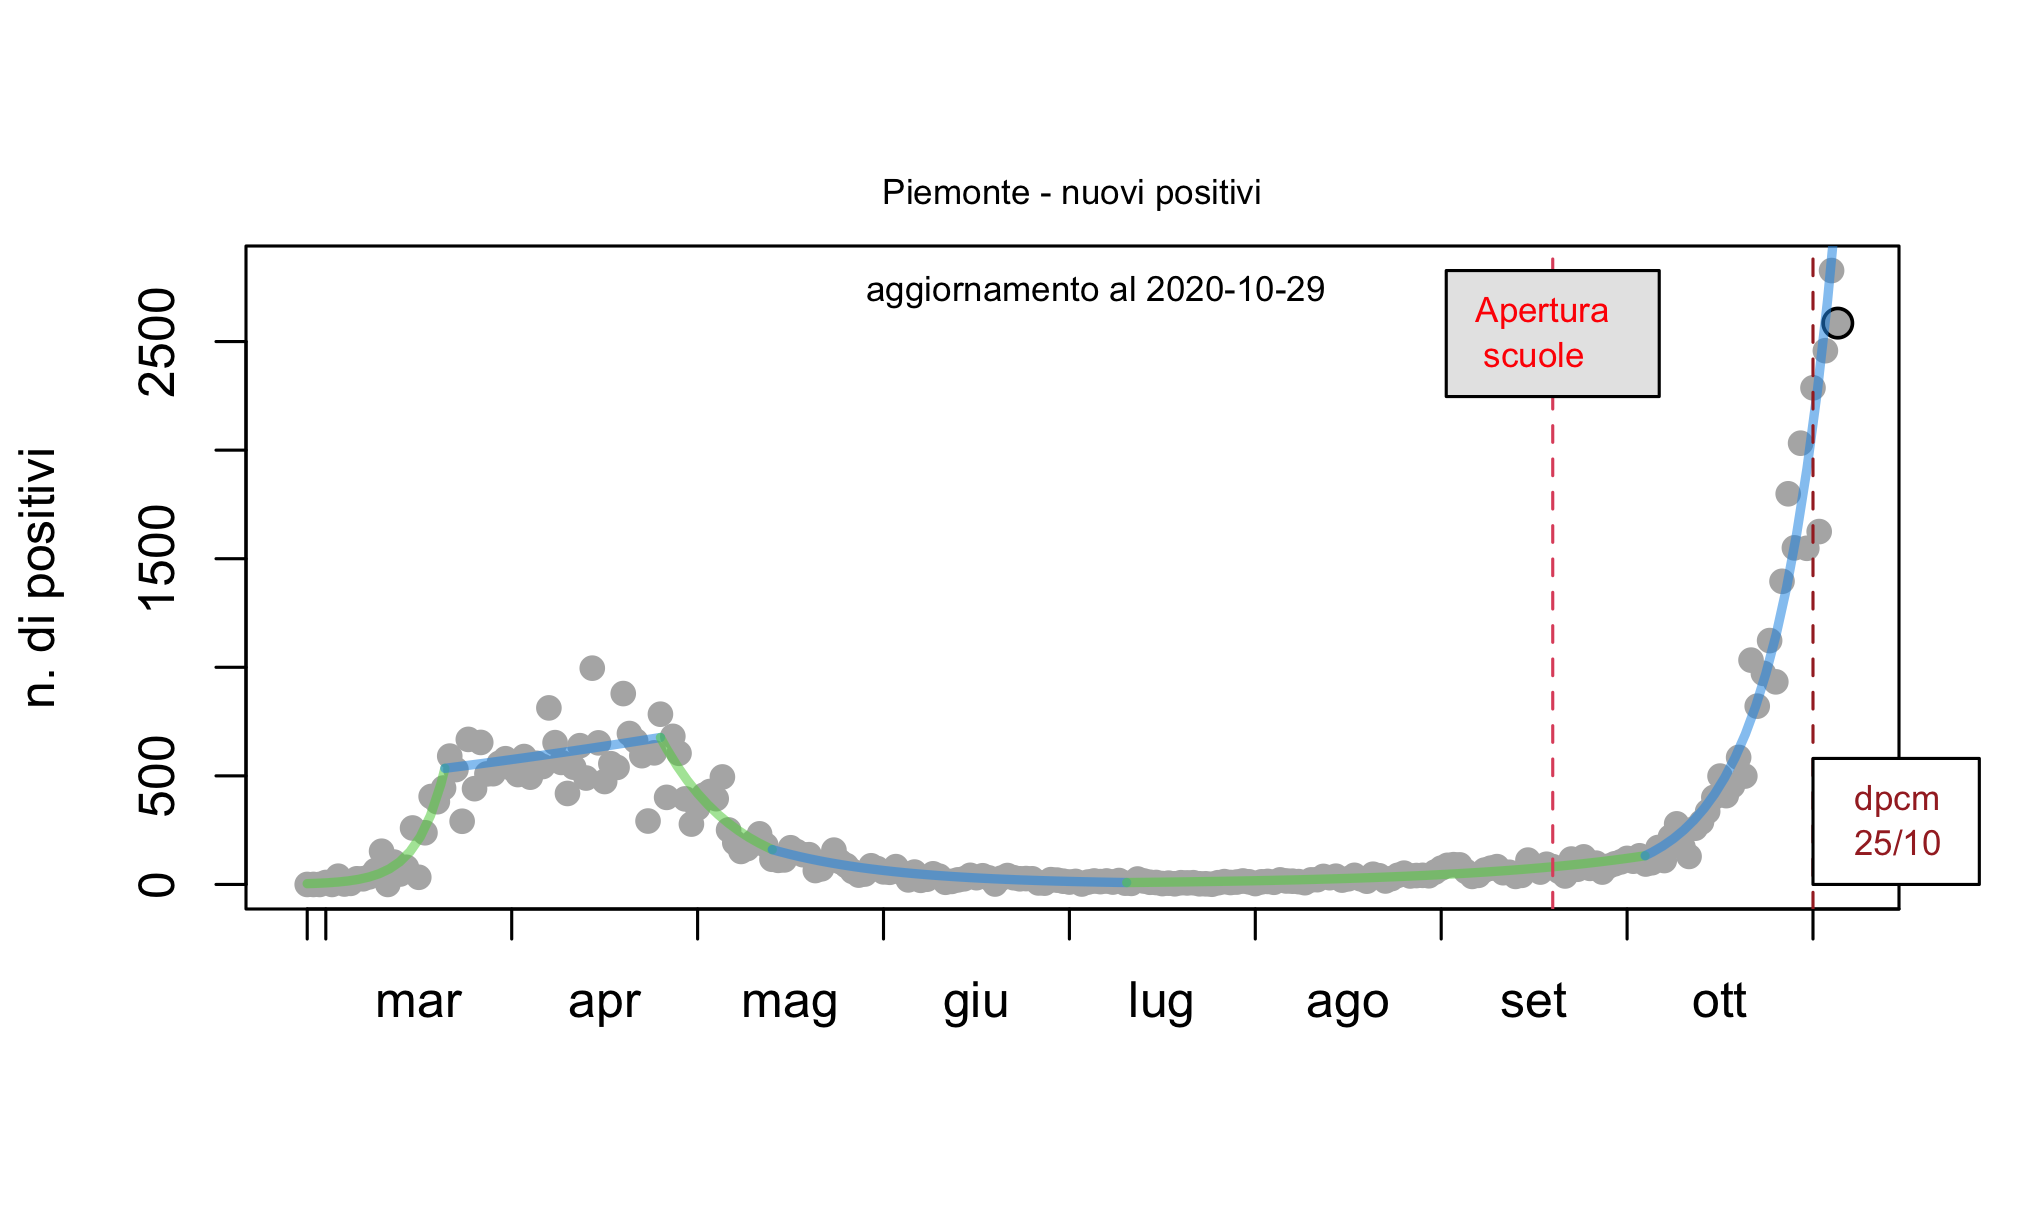 Piemonte - nuovi positivi
aggiornamento al 2020-10-29
Apertura
scuole
dpcm
25/10
n. di positivi
2500
1500
500
0
mar apr mag giu lug ago set ott